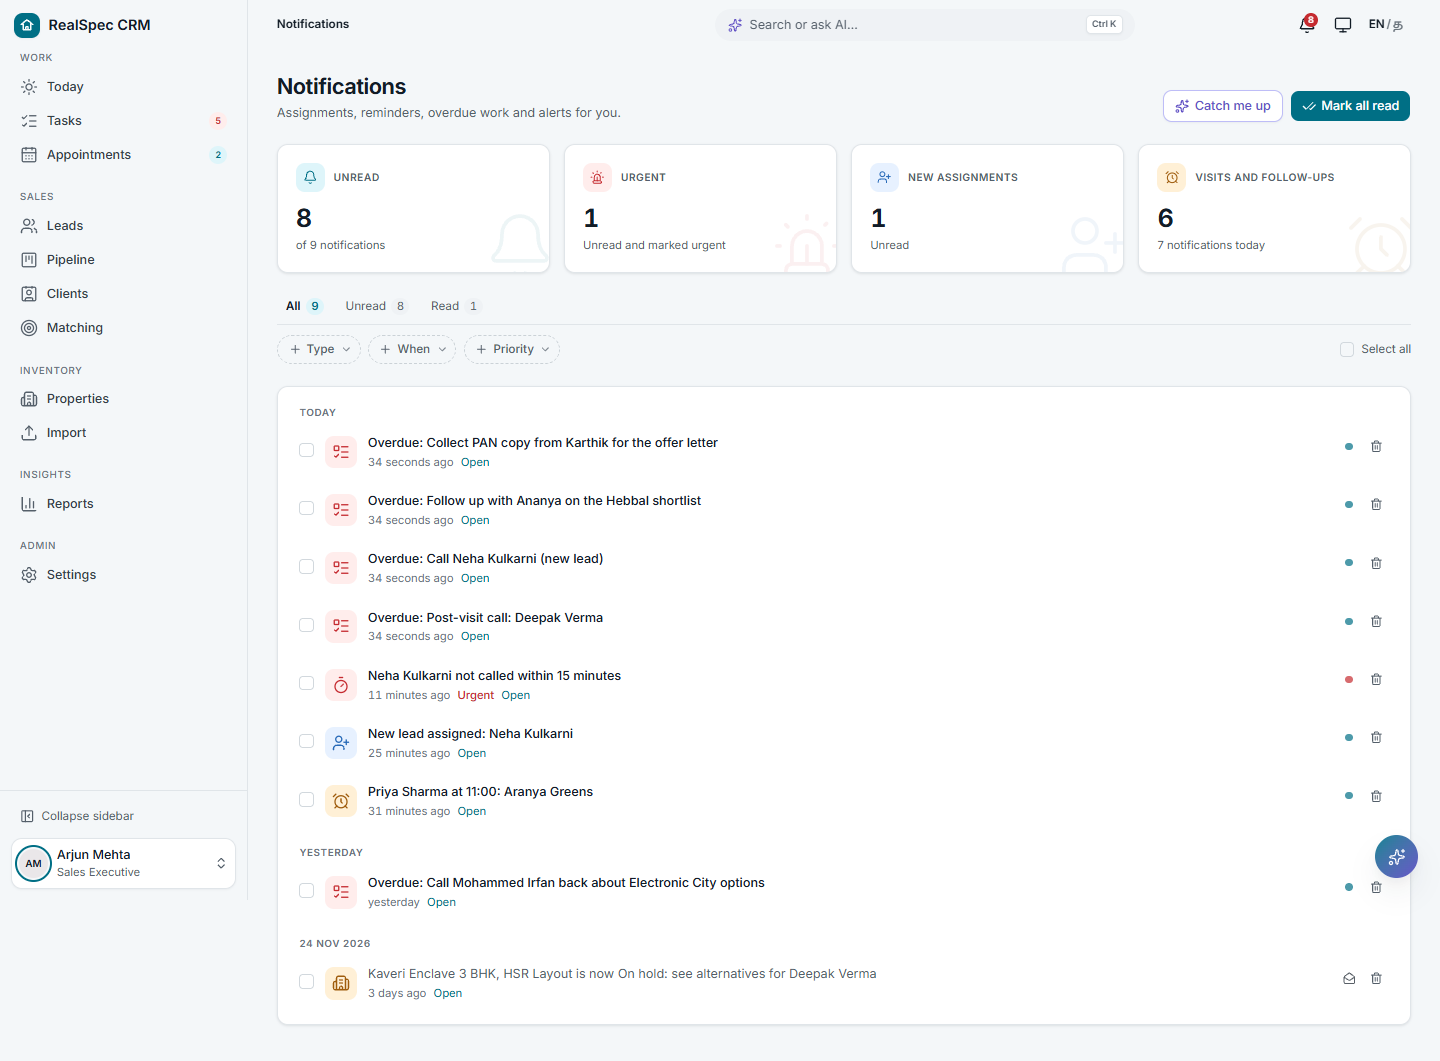 RealSpec CRM
WORK
Today
Tasks 5
Appointments 2
SALES
Leads
Pipeline
Clients
Matching
INVENTORY
Properties
Import
INSIGHTS
Reports
ADMIN
Settings
Collapse sidebar
AM
Arjun Mehta
Sales Executive
Notifications
Search or ask AI...
Ctrl K
8
EN / த
Notifications
Assignments, reminders, overdue work and alerts for you.
Catch me up
Mark all read
UNREAD
8
of 9 notifications
URGENT
1
Unread and marked urgent
NEW ASSIGNMENTS
1
Unread
VISITS AND FOLLOW-UPS
6
7 notifications today
All 9 Unread 8 Read 1
Type When Priority Select all
TODAY
Overdue: Collect PAN copy from Karthik for the offer letter
34 seconds ago Open
Overdue: Follow up with Ananya on the Hebbal shortlist
34 seconds ago Open
Overdue: Call Neha Kulkarni (new lead)
34 seconds ago Open
Overdue: Post-visit call: Deepak Verma
34 seconds ago Open
Neha Kulkarni not called within 15 minutes
11 minutes ago Urgent Open
New lead assigned: Neha Kulkarni
25 minutes ago Open
Priya Sharma at 11:00: Aranya Greens
31 minutes ago Open
YESTERDAY
Overdue: Call Mohammed Irfan back about Electronic City options
yesterday Open
24 NOV 2026
Kaveri Enclave 3 BHK, HSR Layout is now On hold: see alternatives for Deepak Verma
3 days ago Open